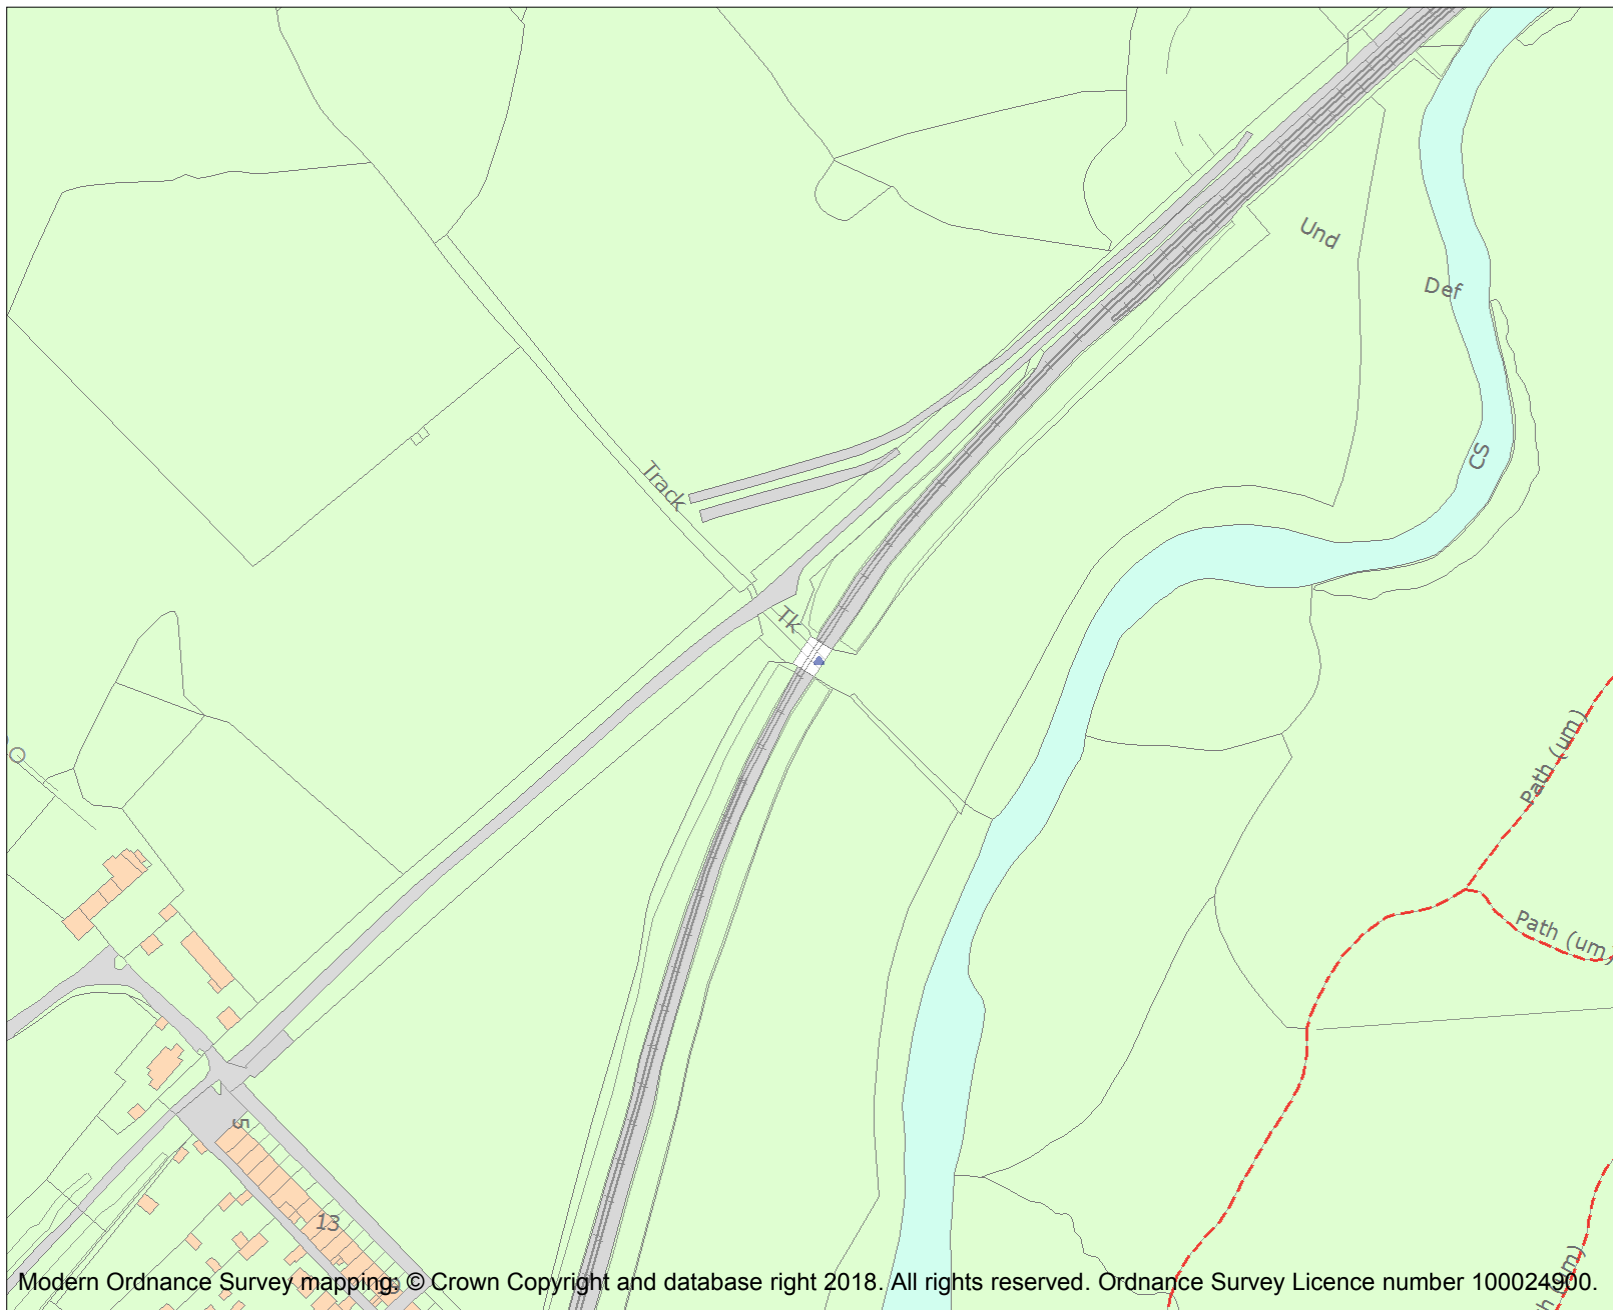 Und
Def
CS
Track
Tk
Path (um)
Path (um)
5
13
Modern Ordnance Survey mapping: © Crown Copyright and database right 2018. All rights reserved. Ordnance Survey Licence number 100024900.